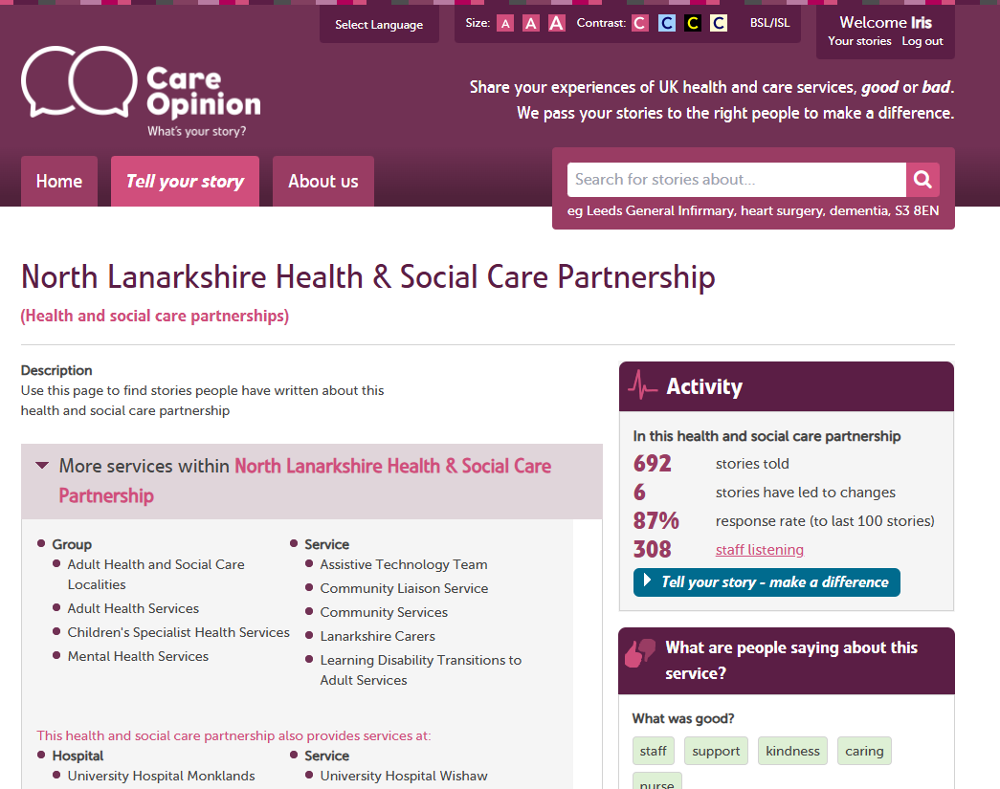 Select Language
Size: A A A Contrast: C C C C BSL/ISL
Welcome Iris
Your stories Log out
Care
Opinion
What's your story?
Share your experiences of UK health and care services, good or bad.
We pass your stories to the right people to make a difference.
Home
Tell your story
About us
Search for stories about...
eg Leeds General Infirmary, heart surgery, dementia, S3 8EN
North Lanarkshire Health & Social Care Partnership
(Health and social care partnerships)
Description
Use this page to find stories people have written about this
health and social care partnership
More services within North Lanarkshire Health & Social Care
Partnership
Group
Adult Health and Social Care
Localities
Adult Health Services
Children's Specialist Health Services
Mental Health Services
Service
Assistive Technology Team
Community Liaison Service
Community Services
Lanarkshire Carers
Learning Disability Transitions to
Adult Services
This health and social care partnership also provides services at:
Hospital
University Hospital Monklands
Service
University Hospital Wishaw
Activity
In this health and social care partnership
692 stories told
6 stories have led to changes
87% response rate (to last 100 stories)
308 staff listening
Tell your story - make a difference
What are people saying about this
service?
What was good?
staff support kindness caring
nurse